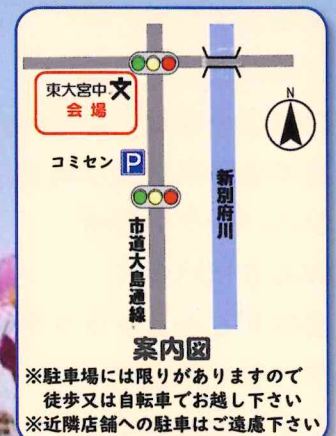 東大宮中 文
会場
N
コミセン P
新別府川
市道大島通線
案内図
※駐車場には限りがありますので
徒歩又は自転車でお越し下さい
※近隣店舗への駐車はご遠慮下さい